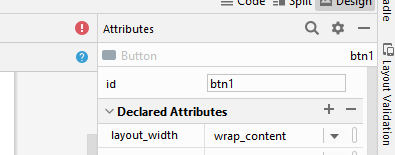 Code Split Design
Attributes
Button btn1
id btn1
Declared Attributes
layout_width wrap_content
Layout Validation